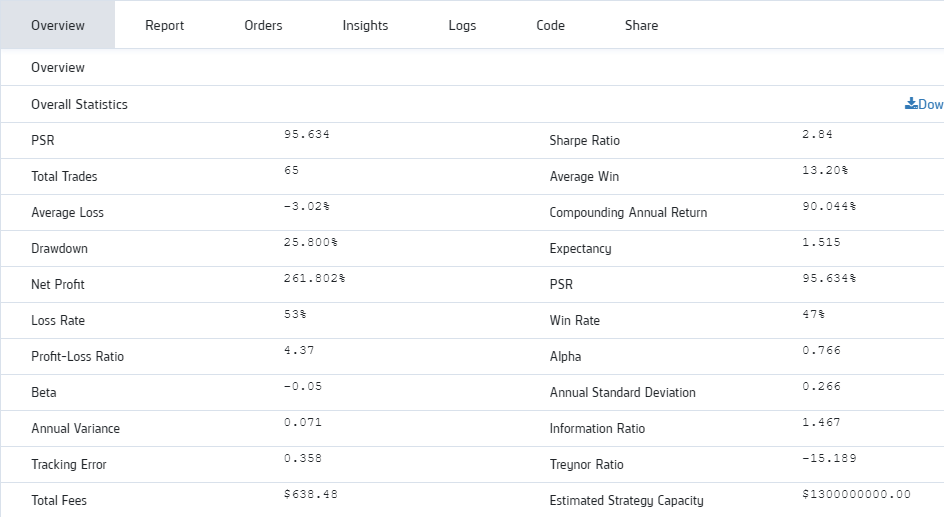 Overview Report Orders Insights Logs Code Share
Overview
Overall Statistics Dow
PSR 95.634 Sharpe Ratio 2.84
Total Trades 65 Average Win 13.20%
Average Loss -3.02% Compounding Annual Return 90.044%
Drawdown 25.800% Expectancy 1.515
Net Profit 261.802% PSR 95.634%
Loss Rate 53% Win Rate 47%
Profit-Loss Ratio 4.37 Alpha 0.766
Beta -0.05 Annual Standard Deviation 0.266
Annual Variance 0.071 Information Ratio 1.467
Tracking Error 0.358 Treynor Ratio -15.189
Total Fees $638.48 Estimated Strategy Capacity $1300000000.00